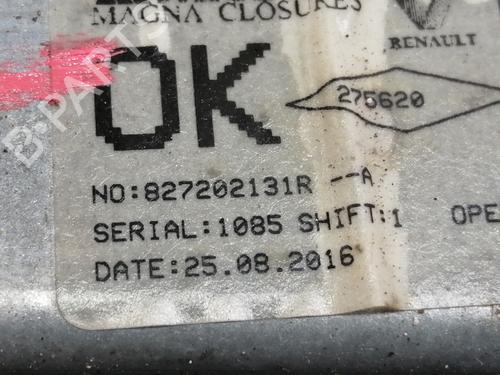 MAGNA CLOSURES
RENAULT
OK
275620
NO:827202131R --A
SERIAL:1085 SHIFT:1 OPE
DATE:25.08.2016
B-PARTS